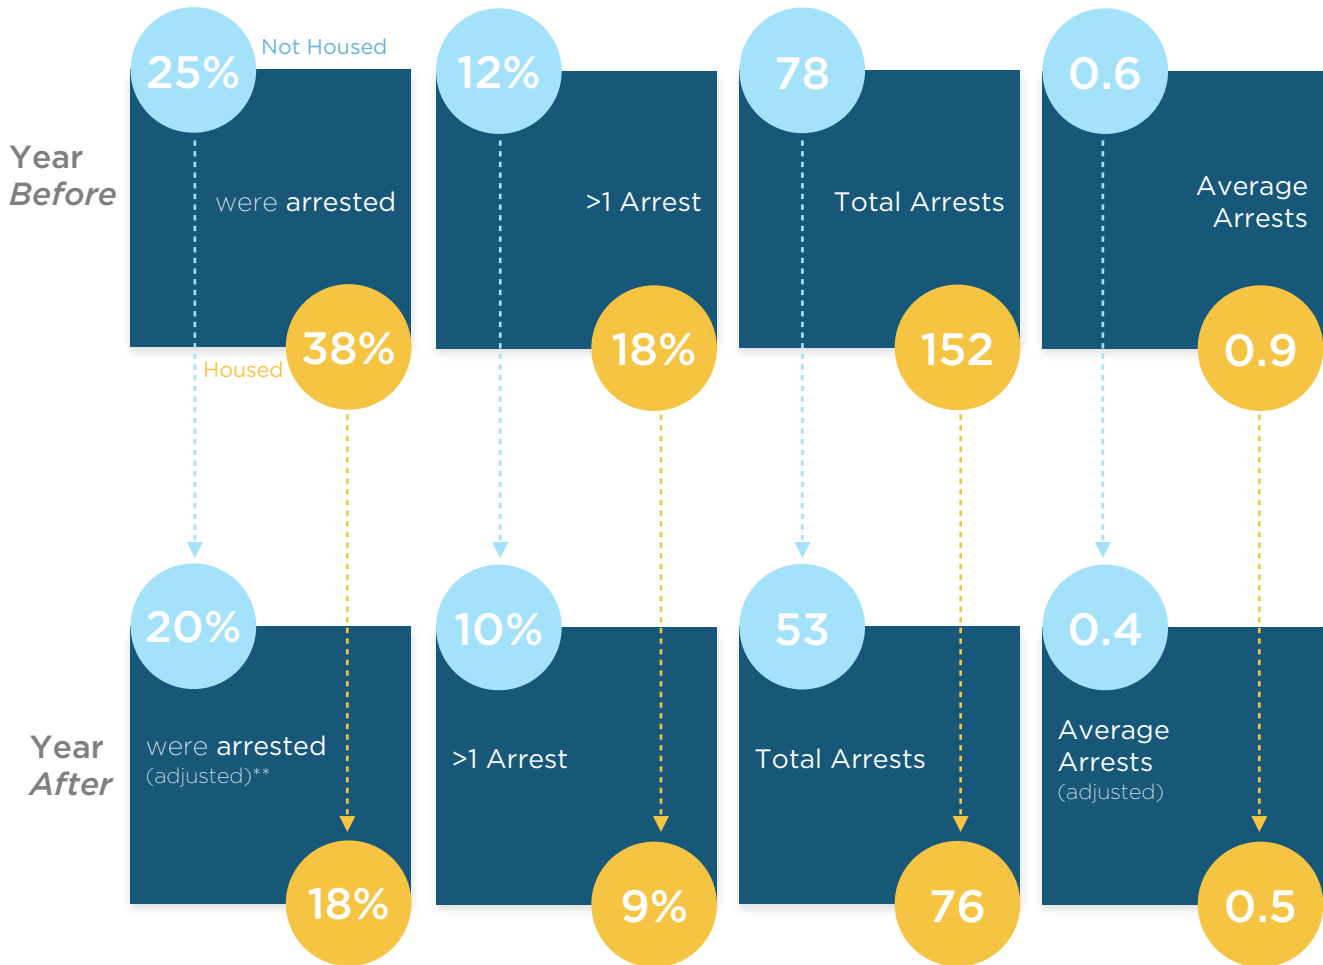 25%
Not Housed
12%
78
0.6
Year
Before
were arrested
>1 Arrest
Total Arrests
Average
Arrests
Housed
38%
18%
152
0.9
20%
10%
53
0.4
Year
After
were arrested
(adjusted)**
>1 Arrest
Total Arrests
Average
Arrests
(adjusted)
18%
9%
76
0.5